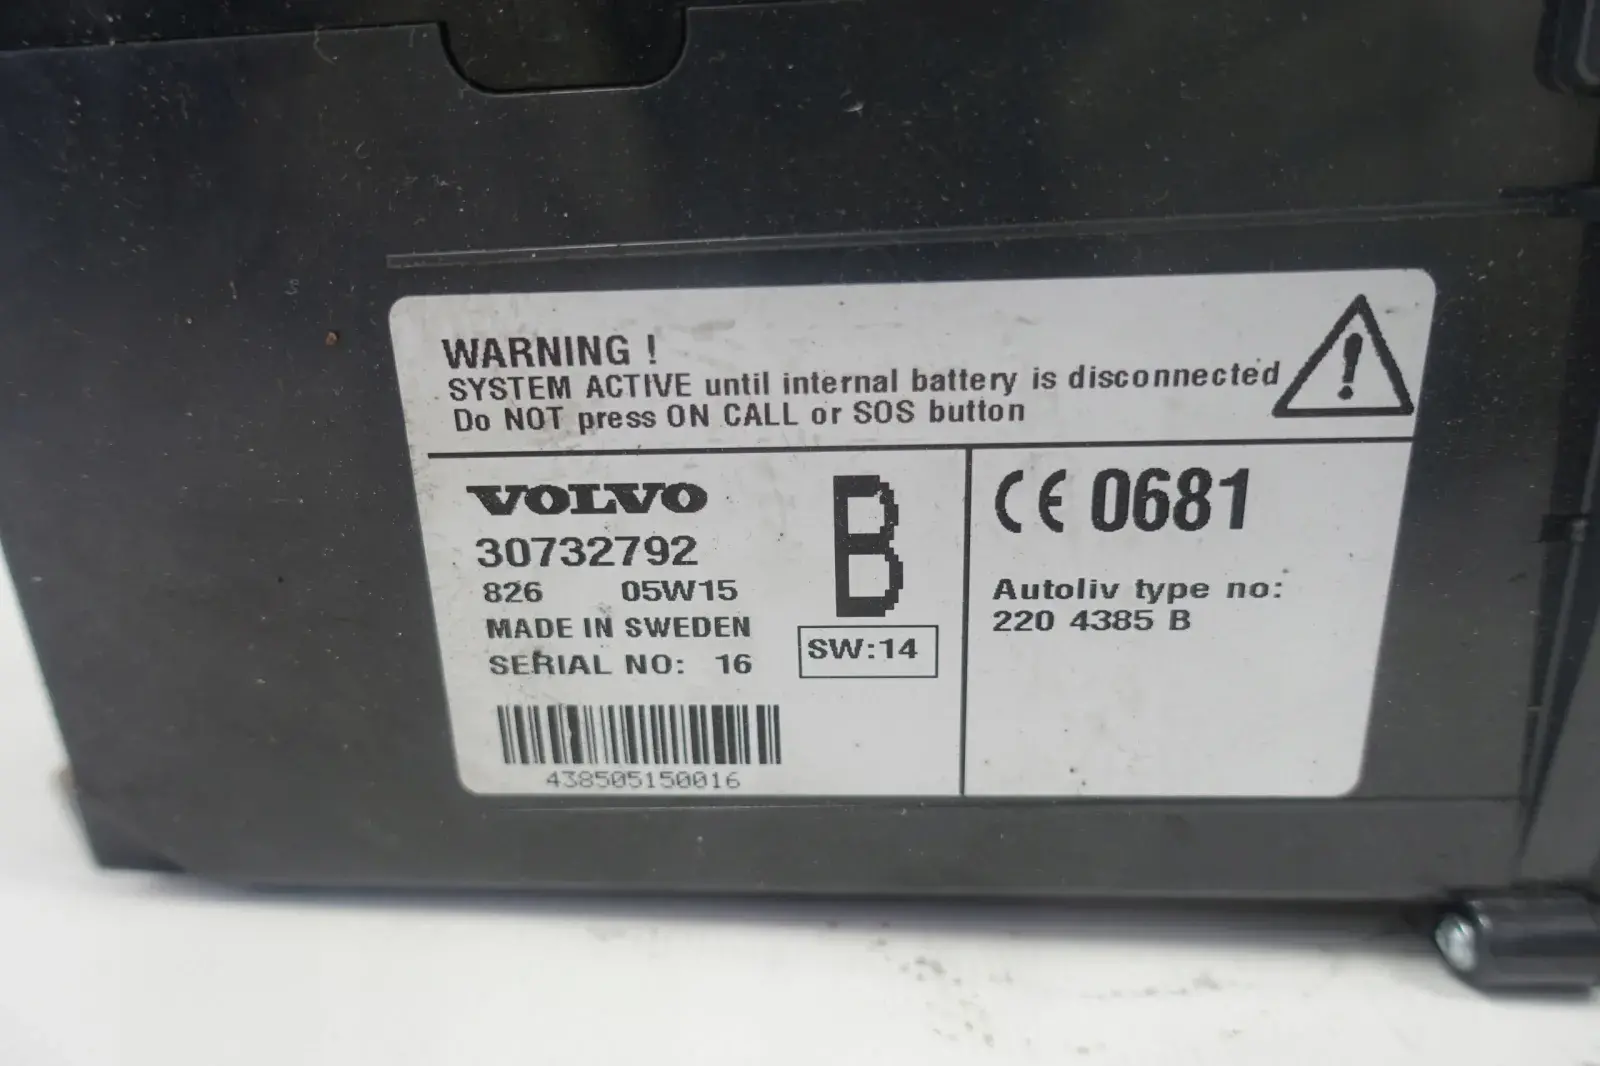 WARNING !
SYSTEM ACTIVE until internal battery is disconnected
Do NOT press ON CALL or SOS button
VOLVO
30732792
826 05W15
MADE IN SWEDEN
SERIAL NO: 16
438505150016
B
SW:14
CE 0681
Autoliv type no:
220 4385 B